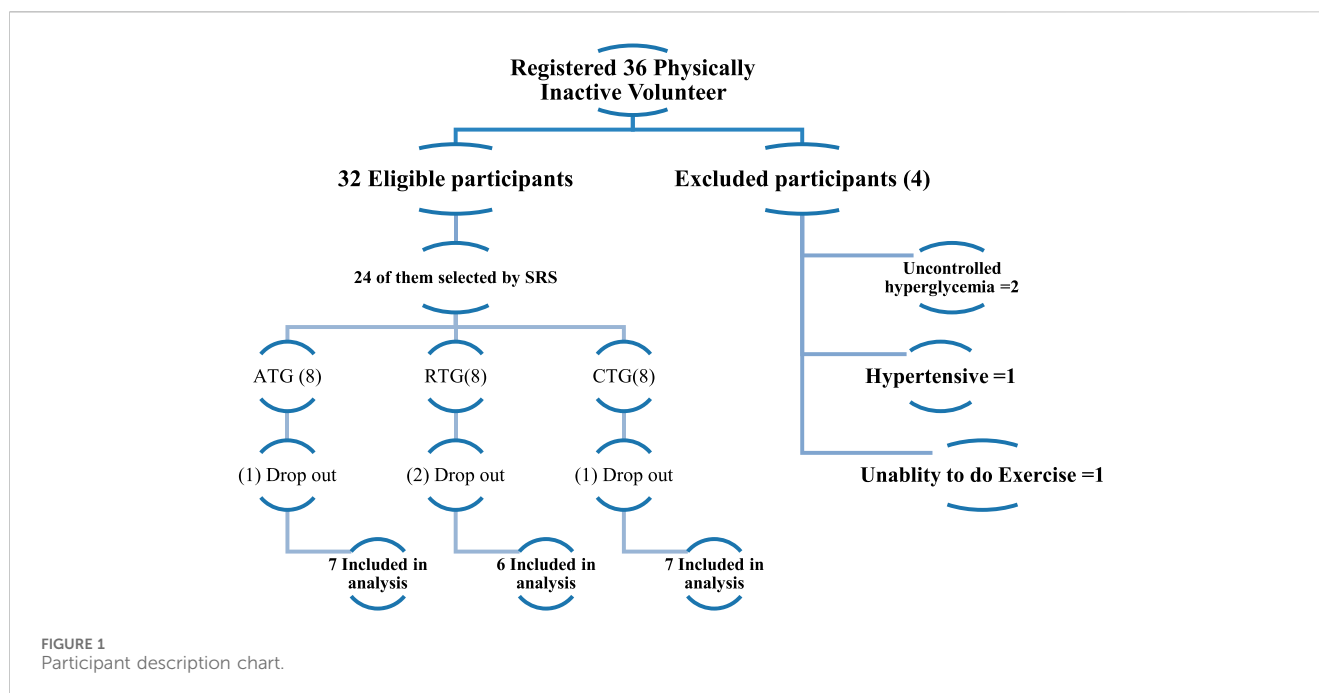 Registered 36 Physically
Inactive Volunteer
32 Eligible participants
Excluded participants (4)
24 of them selected by SRS
Uncontrolled
hyperglycemia =2
Hypertensive =1
Unablity to do Exercise =1
ATG (8)
RTG(8)
CTG(8)
(1) Drop out
(2) Drop out
(1) Drop out
7 Included in
analysis
6 Included in
analysis
7 Included in
analysis
FIGURE 1
Participant description chart.